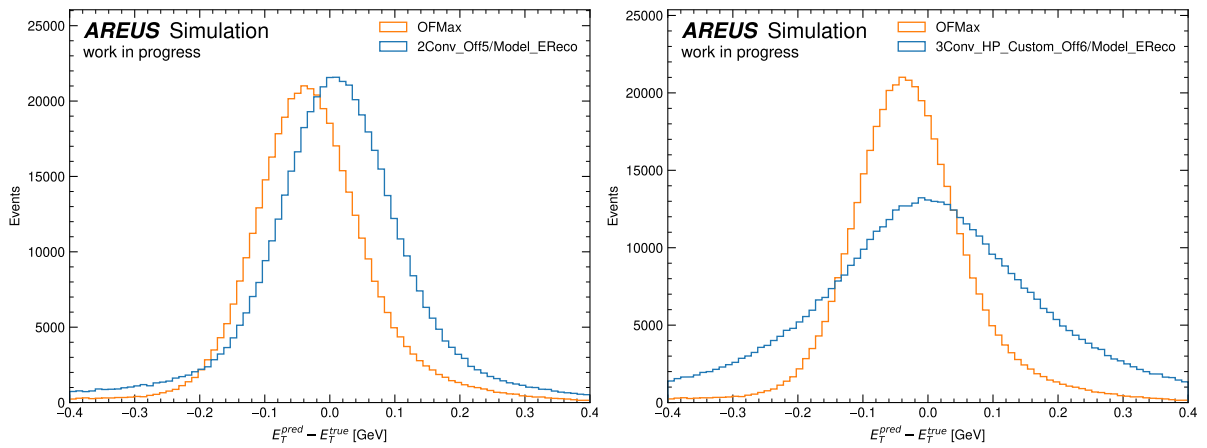 AREUS Simulation
work in progress
OFMax
2Conv_Off5/Model_EReco
Events
25000
20000
15000
10000
5000
0
−0.4 −0.3 −0.2 −0.1 0.0 0.1 0.2 0.3 0.4
E_T^pred − E_T^true [GeV]
AREUS Simulation
work in progress
OFMax
3Conv_HP_Custom_Off6/Model_EReco
Events
25000
20000
15000
10000
5000
0
−0.4 −0.3 −0.2 −0.1 0.0 0.1 0.2 0.3 0.4
E_T^pred − E_T^true [GeV]